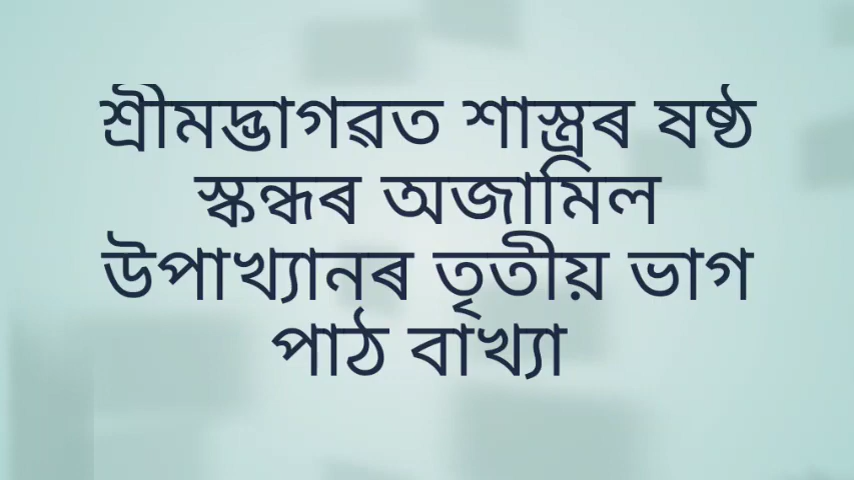 শ্ৰীমদ্ভাগৱত শাস্ত্ৰৰ ষষ্ঠ
স্কন্ধৰ অজামিল
উপাখ্যানৰ তৃতীয় ভাগ
পাঠ বাখ্যা